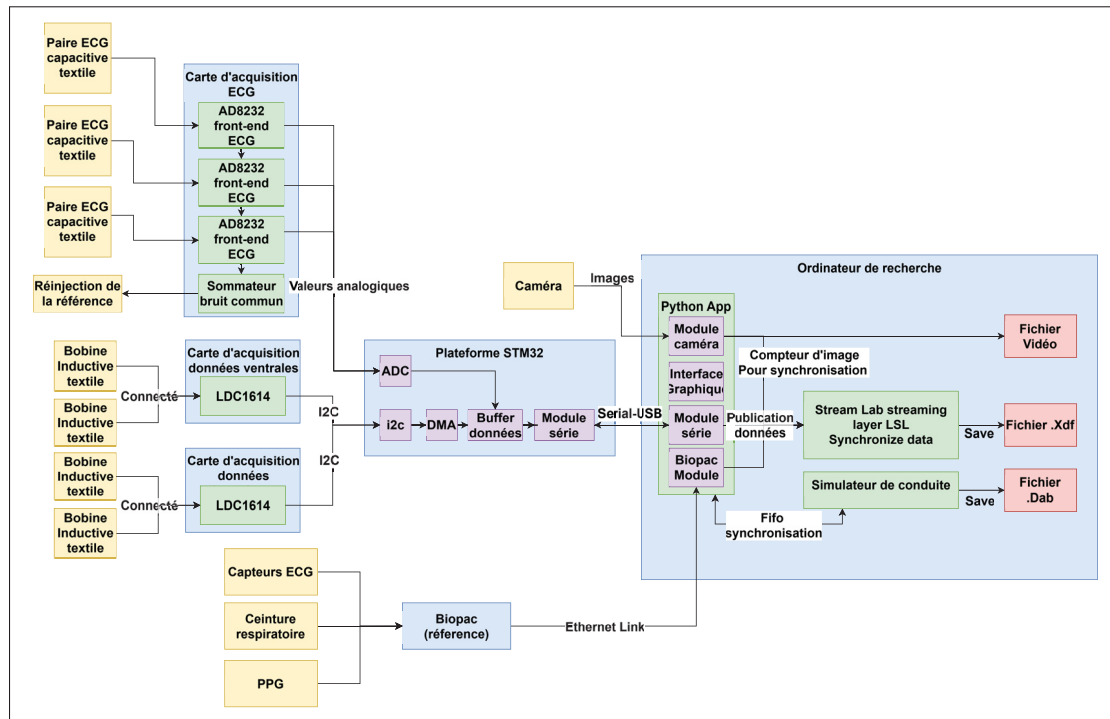 Paire ECG
capacitive
textile
Paire ECG
capacitive
textile
Paire ECG
capacitive
textile
Réinjection de
la référence
Carte d'acquisition
ECG
AD8232
front-end
ECG
AD8232
front-end
ECG
AD8232
front-end
ECG
Sommateur
bruit commun
Valeurs analogiques
Bobine
Inductive
textile
Bobine
Inductive
textile
Connecté
Carte d'acquisition
données ventrales
LDC1614
I2C
Bobine
Inductive
textile
Bobine
Inductive
textile
Connecté
Carte d'acquisition
données
LDC1614
I2C
Plateforme STM32
ADC
i2c
DMA
Buffer
données
Module
série
Serial-USB
Capteurs ECG
Ceinture
respiratoire
PPG
Biopac
(réference)
Ethernet Link
Caméra
Images
Ordinateur de recherche
Python App
Module
caméra
Interface
Graphique
Module
série
Biopac
Module
Compteur d'image
Pour synchronisation
Publication
données
Stream Lab streaming
layer LSL
Synchronize data
Simulateur de conduite
Fifo
synchronisation
Save
Save
Fichier
Vidéo
Fichier .Xdf
Fichier
.Dab